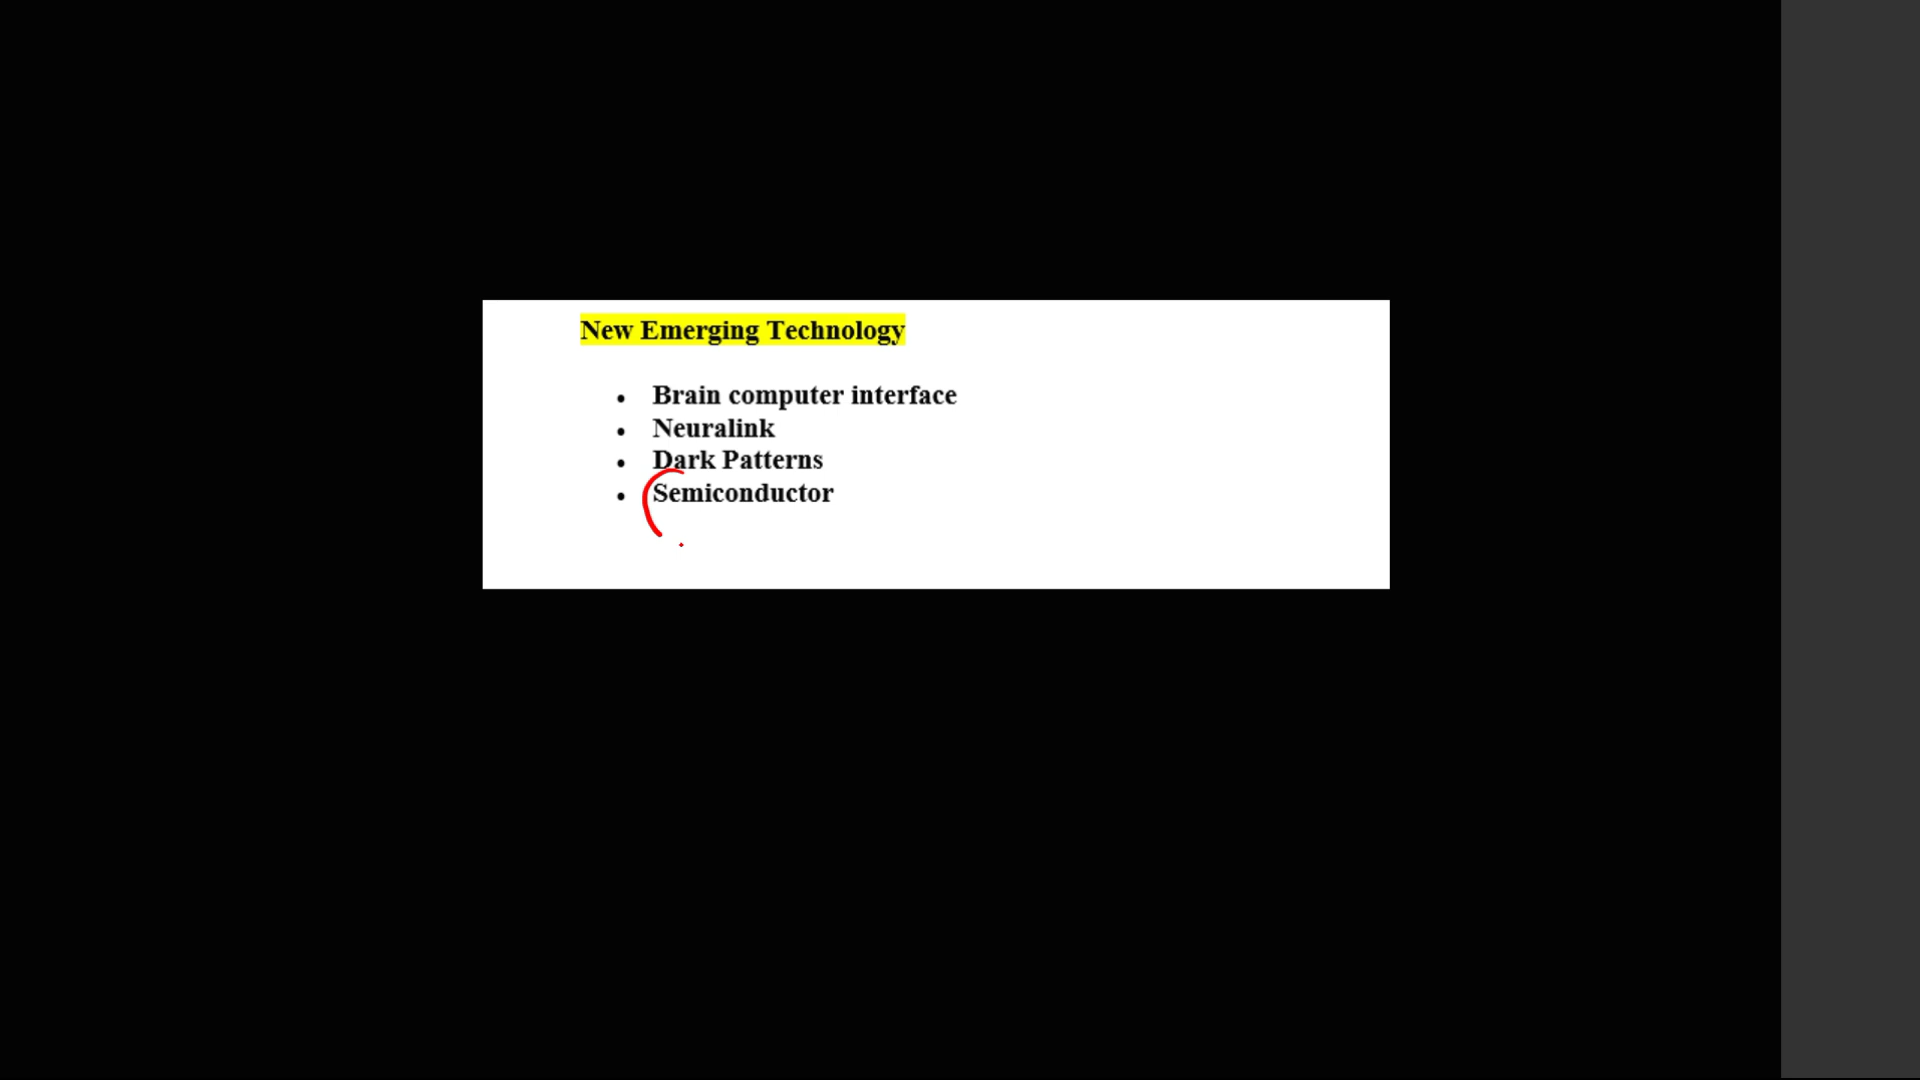 New Emerging Technology
• Brain computer interface
• Neuralink
• Dark Patterns
• Semiconductor